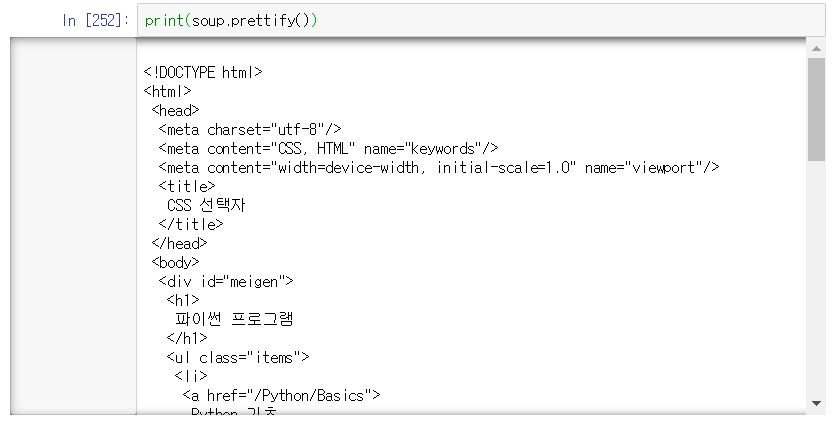 In [252]: print(soup.prettify())
<!DOCTYPE html>
<html>
<head>
<meta charset="utf-8"/>
<meta content="CSS, HTML" name="keywords"/>
<meta content="width=device-width, initial-scale=1.0" name="viewport"/>
<title>
CSS 선택자
</title>
</head>
<body>
<div id="meigen">
<h1>
파이썬 프로그램
</h1>
<ul class="items">
<li>
<a href="/Python/Basics">
Python 기초